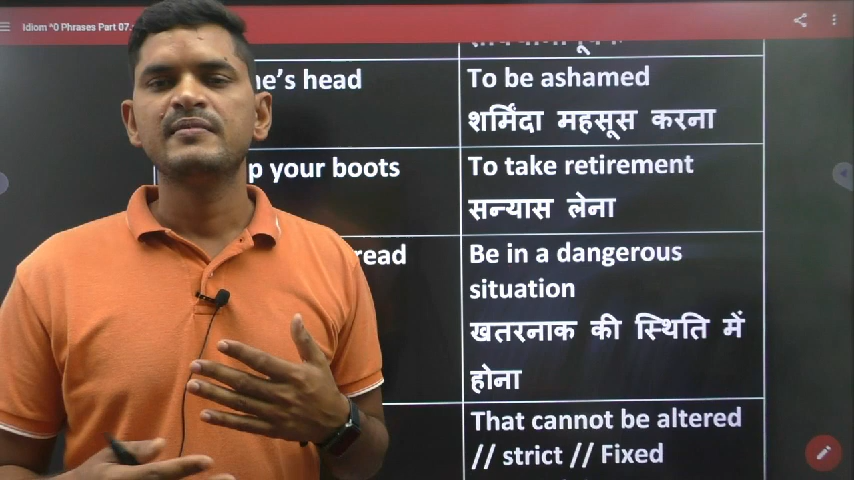 Idiom *0 Phrases Part 07.
he's head
To be ashamed
शर्मिंदा महसूस करना
p your boots
To take retirement
सन्यास लेना
read
Be in a dangerous
situation
खतरनाक की स्थिति में
होना
That cannot be altered
// strict // Fixed